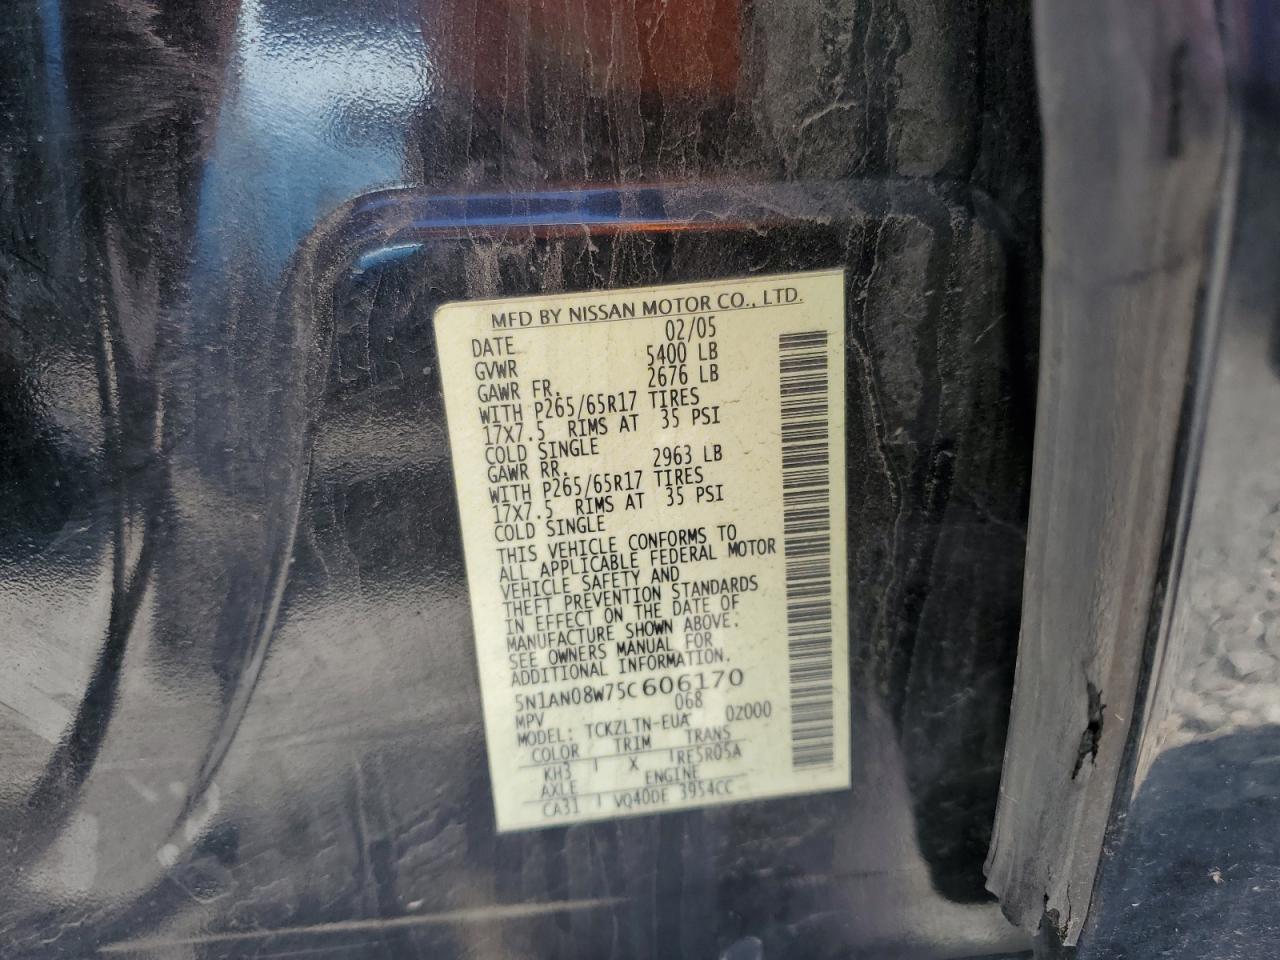 MFD BY NISSAN MOTOR CO., LTD.
DATE 02/05
GVWR 5400 LB
GAWR FR. 2676 LB
WITH P265/65R17 TIRES
17X7.5 RIMS AT 35 PSI
COLD SINGLE
GAWR RR. 2963 LB
WITH P265/65R17 TIRES
17X7.5 RIMS AT 35 PSI
COLD SINGLE
THIS VEHICLE CONFORMS TO
ALL APPLICABLE FEDERAL MOTOR
VEHICLE SAFETY AND
THEFT PREVENTION STANDARDS
IN EFFECT ON THE DATE OF
MANUFACTURE SHOWN ABOVE.
SEE OWNERS MANUAL FOR
ADDITIONAL INFORMATION.
5N1AN08W75C606170
MPV 068
MODEL: TCKZLTN-EUA 02000
COLOR TRIM TRANS
KH3 X RE5R05A
AXLE ENGINE
CA31 VQ40DE 3954CC